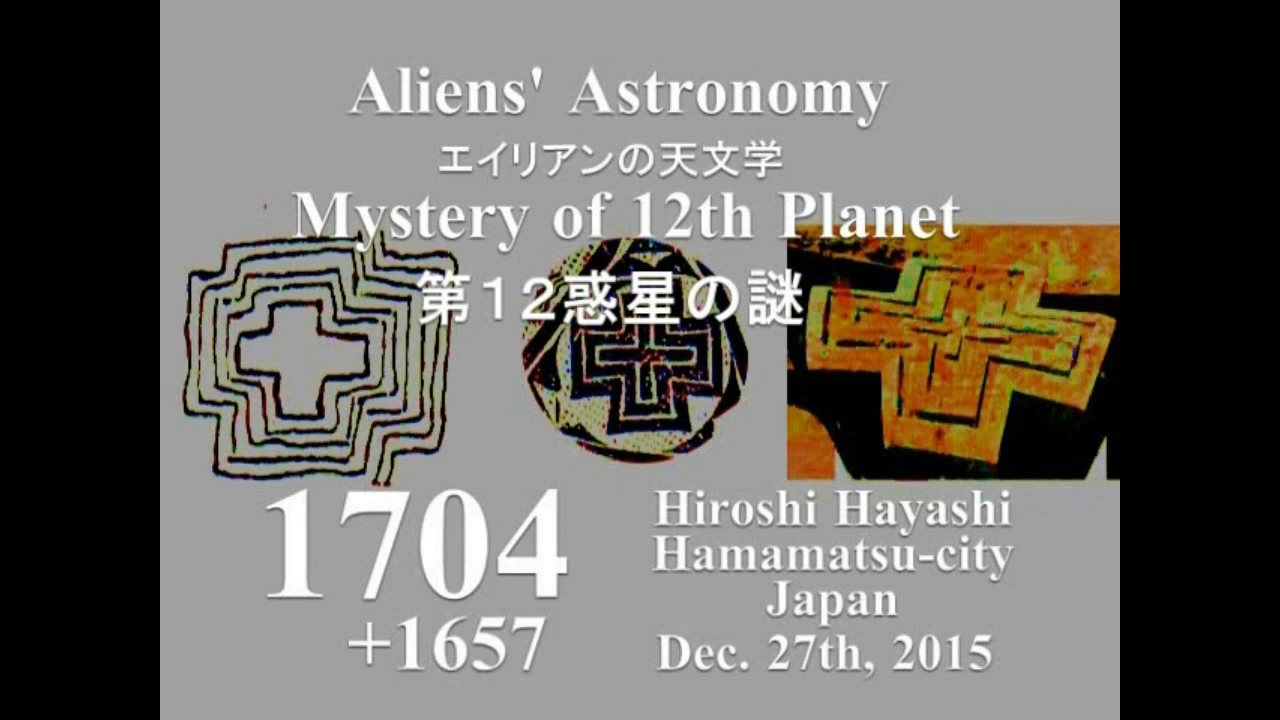 Aliens' Astronomy
エイリアンの天文学
Mystery of 12th Planet
第１２惑星の謎
1704
+1657
Hiroshi Hayashi
Hamamatsu-city
Japan
Dec. 27th, 2015